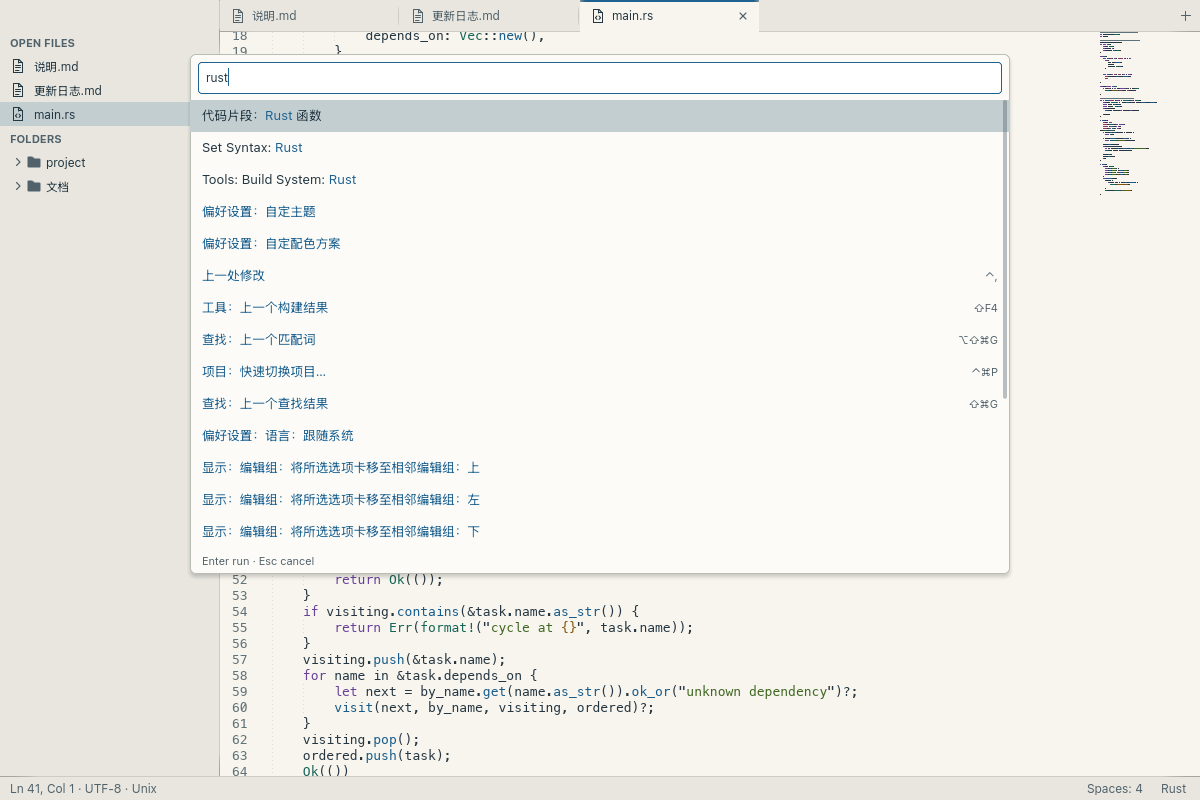 说明.md
更新日志.md
main.rs
OPEN FILES
说明.md
更新日志.md
main.rs
FOLDERS
project
文档
18 depends_on: Vec::new(),
19 }
rust
代码片段：Rust 函数
Set Syntax: Rust
Tools: Build System: Rust
偏好设置：自定主题
偏好设置：自定配色方案
上一处修改 ^,
工具：上一个构建结果 ⇧F4
查找：上一个匹配词 ⌥⇧⌘G
项目：快速切换项目… ^⌘P
查找：上一个查找结果 ⇧⌘G
偏好设置：语言：跟随系统
显示：编辑组：将所选选项卡移至相邻编辑组：上
显示：编辑组：将所选选项卡移至相邻编辑组：左
显示：编辑组：将所选选项卡移至相邻编辑组：下
Enter run · Esc cancel
52 return Ok(());
53 }
54 if visiting.contains(&task.name.as_str()) {
55 return Err(format!("cycle at {}", task.name));
56 }
57 visiting.push(&task.name);
58 for name in &task.depends_on {
59 let next = by_name.get(name.as_str()).ok_or("unknown dependency")?;
60 visit(next, by_name, visiting, ordered)?;
61 }
62 visiting.pop();
63 ordered.push(task);
64 Ok(())
Ln 41, Col 1 · UTF-8 · Unix
Spaces: 4
Rust